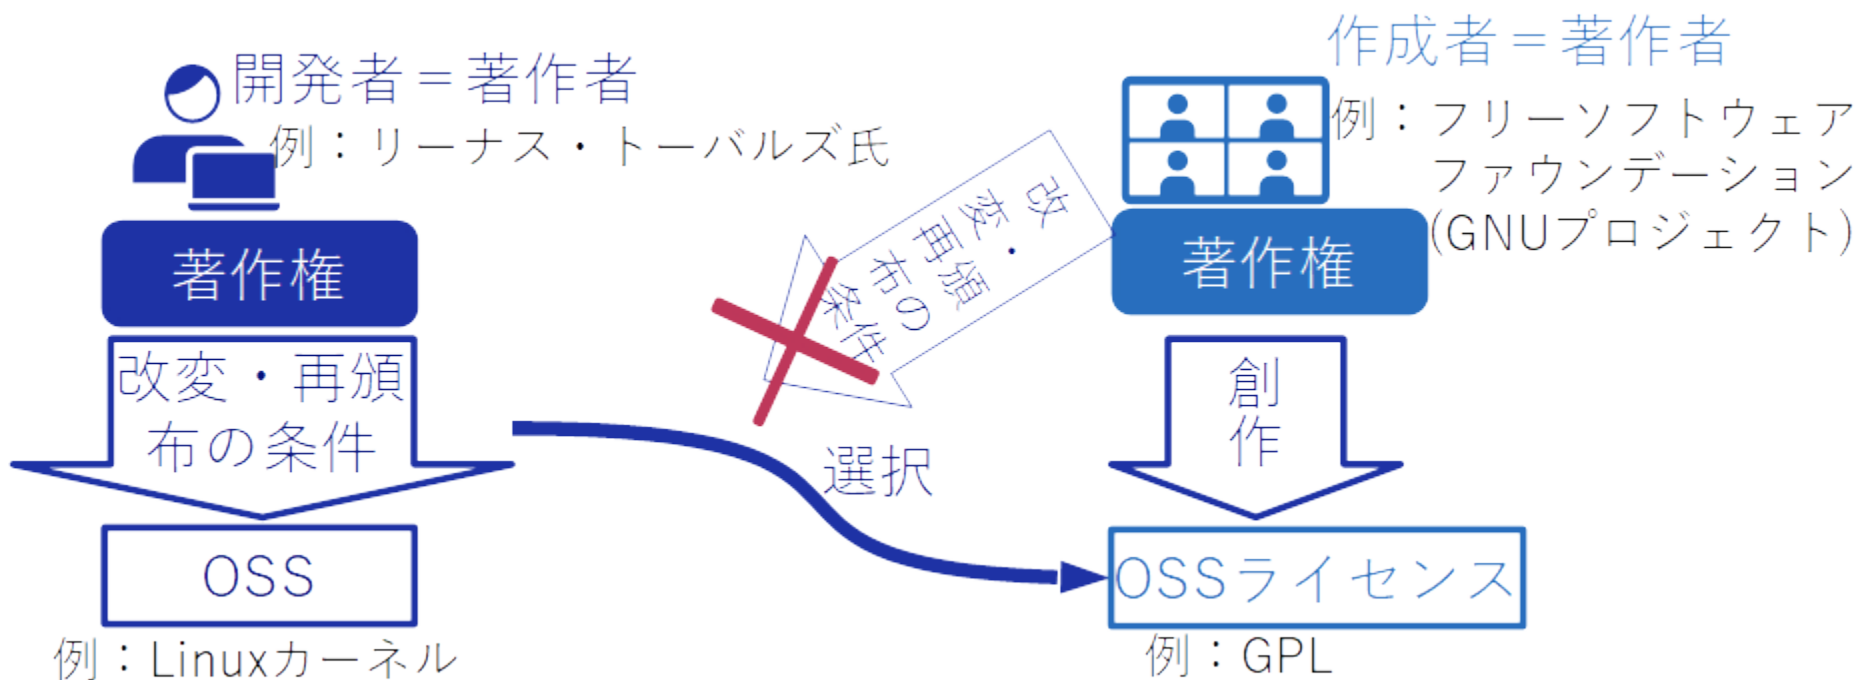 開発者＝著作者
例：リーナス・トーバルズ氏
著作権
改変・再頒
布の条件
OSS
例：Linuxカーネル
改
変・
再頒
布の
条件
選択
作成者＝著作者
例：フリーソフトウェア
ファウンデーション
(GNUプロジェクト)
著作権
創
作
OSSライセンス
例：GPL